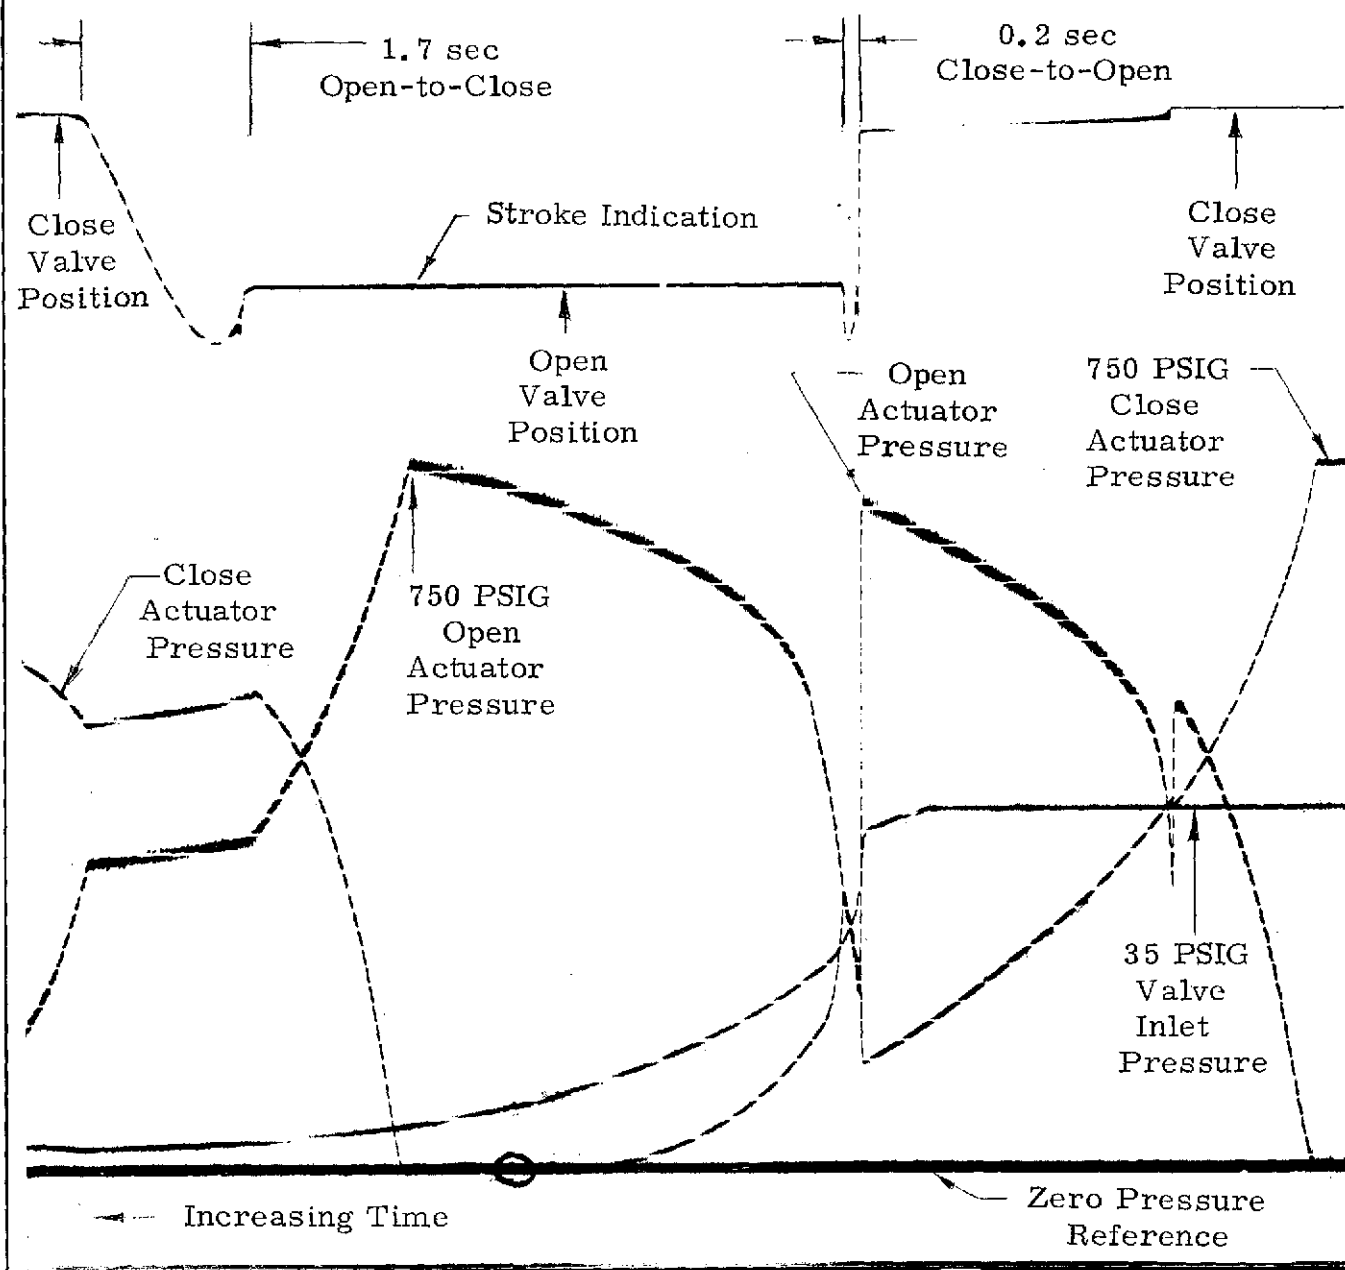 1.7 sec
Open-to-Close
0.2 sec
Close-to-Open
Close
Valve
Position
Stroke Indication
Close
Valve
Position
Open
Valve
Position
Open
Actuator
Pressure
750 PSIG
Close
Actuator
Pressure
Close
Actuator
Pressure
750 PSIG
Open
Actuator
Pressure
35 PSIG
Valve
Inlet
Pressure
Increasing Time
Zero Pressure
Reference